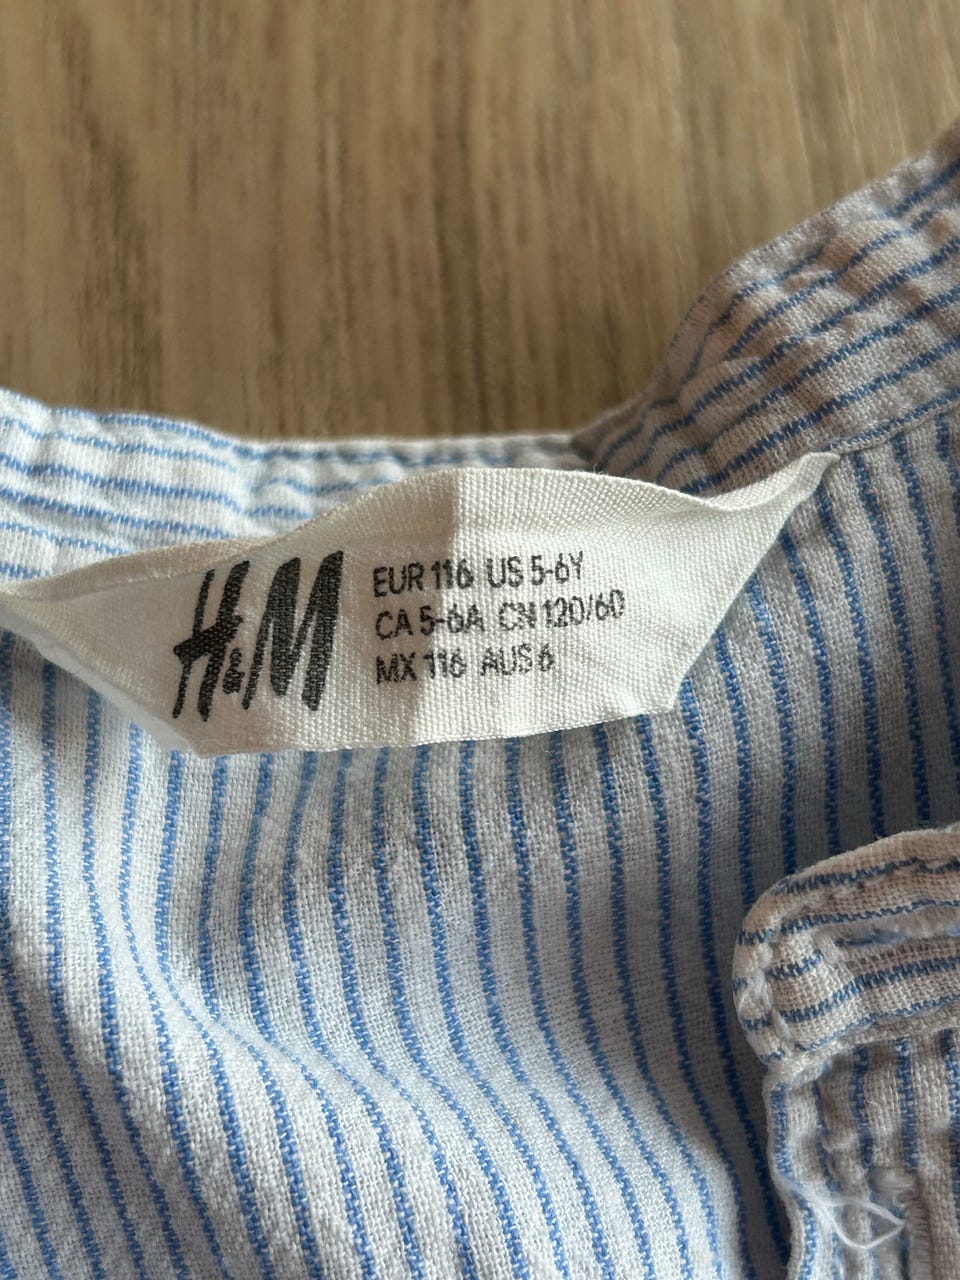 H&M
EUR 116 US 5-6Y
CA 5-6A CN 120/60
MX 116 AUS 6